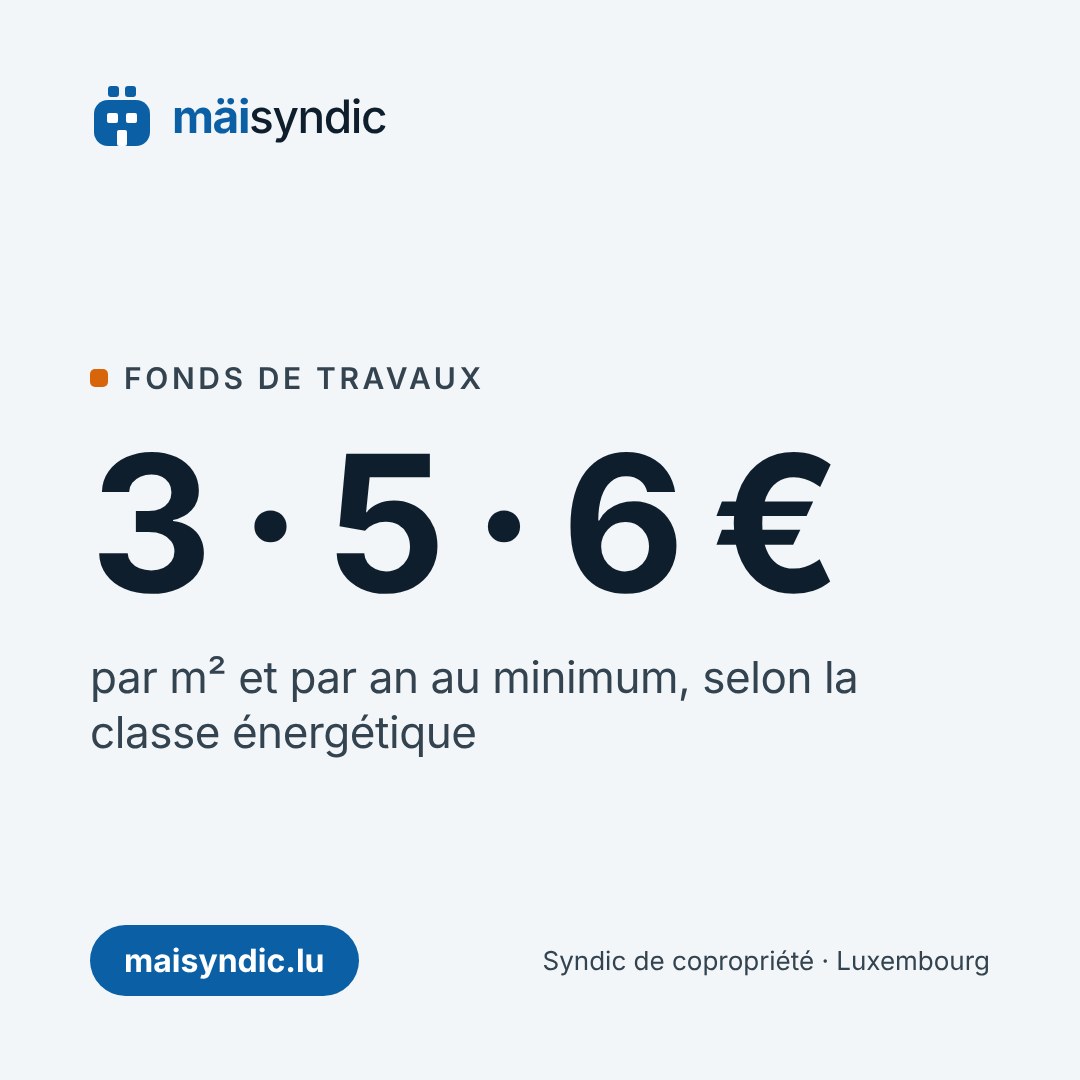 mäisyndic
FONDS DE TRAVAUX
3·5·6€
par m² et par an au minimum, selon la
classe énergétique
maisyndic.lu
Syndic de copropriété · Luxembourg